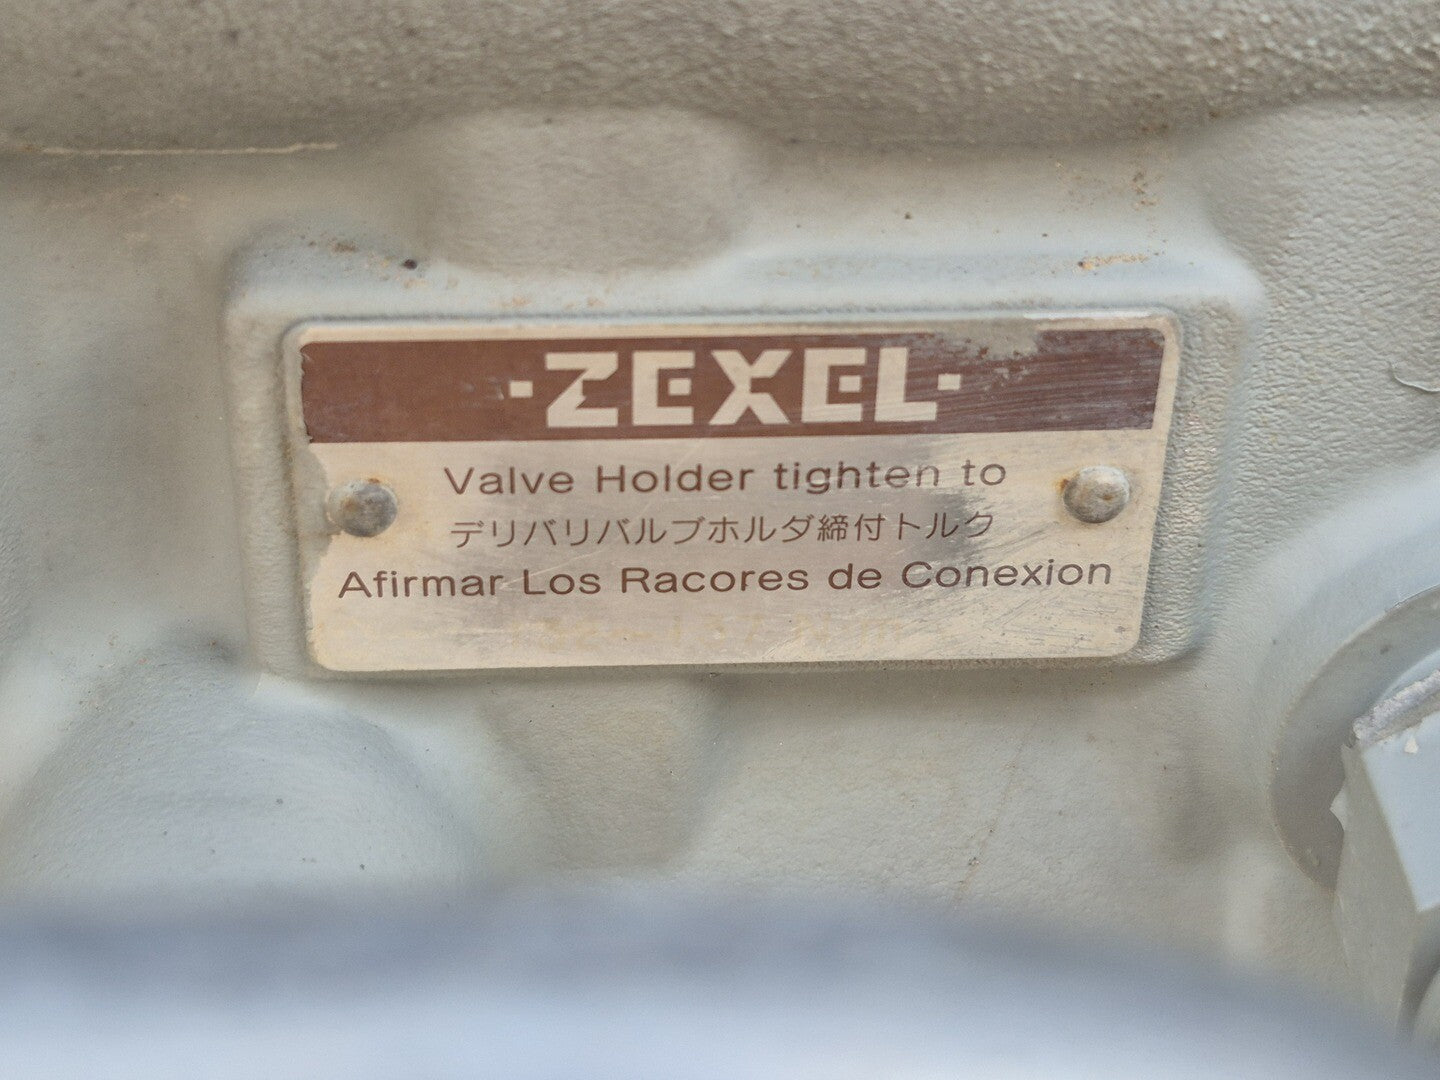 ·ZEXEL·
Valve Holder tighten to
デリバリバルブホルダ締付トルク
Afirmar Los Racores de Conexion